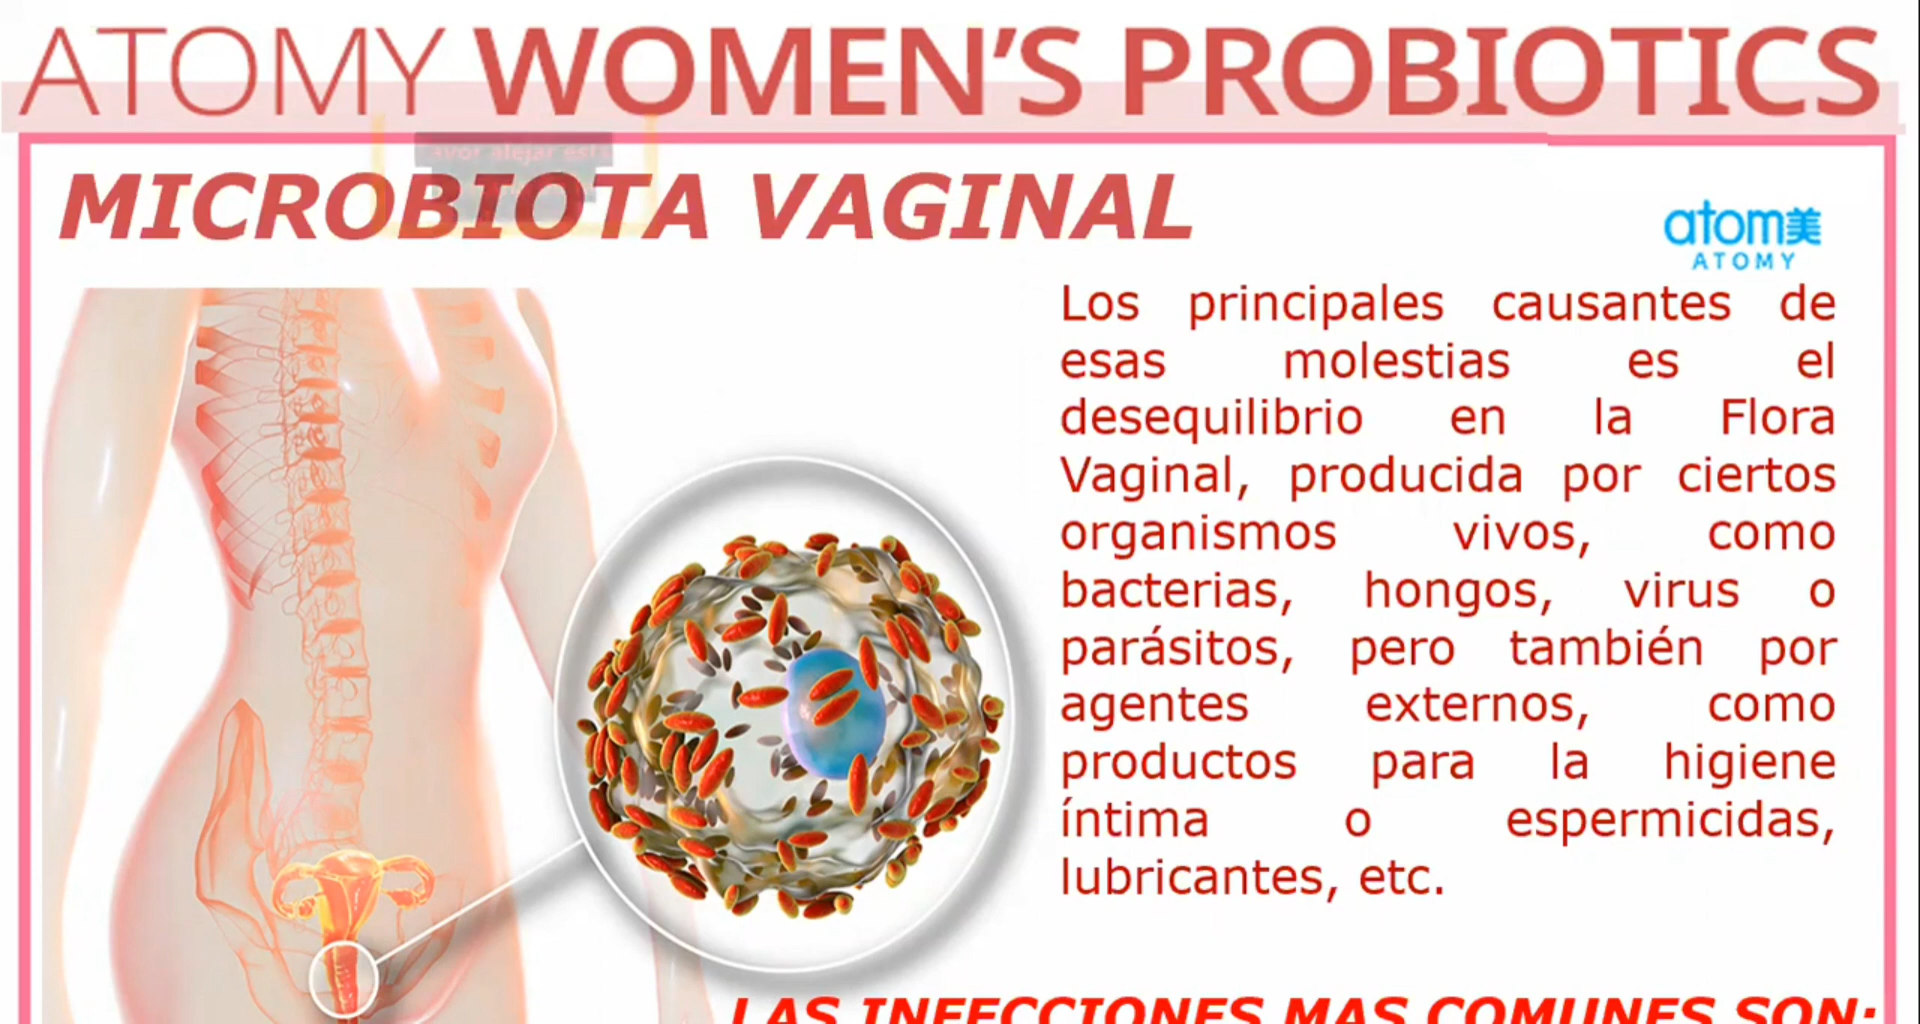 ATOMY WOMEN'S PROBIOTICS
MICROBIOTA VAGINAL
atom美
ATOMY
Los principales causantes de
esas molestias es el
desequilibrio en la Flora
Vaginal, producida por ciertos
organismos vivos, como
bacterias, hongos, virus o
parásitos, pero también por
agentes externos, como
productos para la higiene
íntima o espermicidas,
lubricantes, etc.
LAS INFECCIONES MAS COMUNES SON: